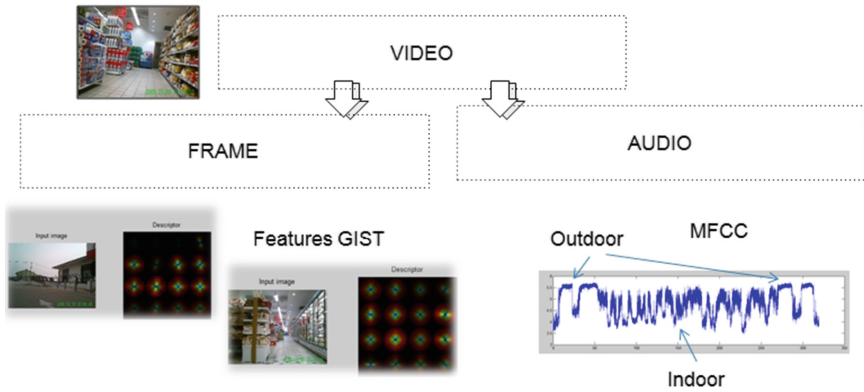 VIDEO
FRAME
AUDIO
Input image
Descriptor
Features GIST
Input image
Descriptor
MFCC
Outdoor
Indoor